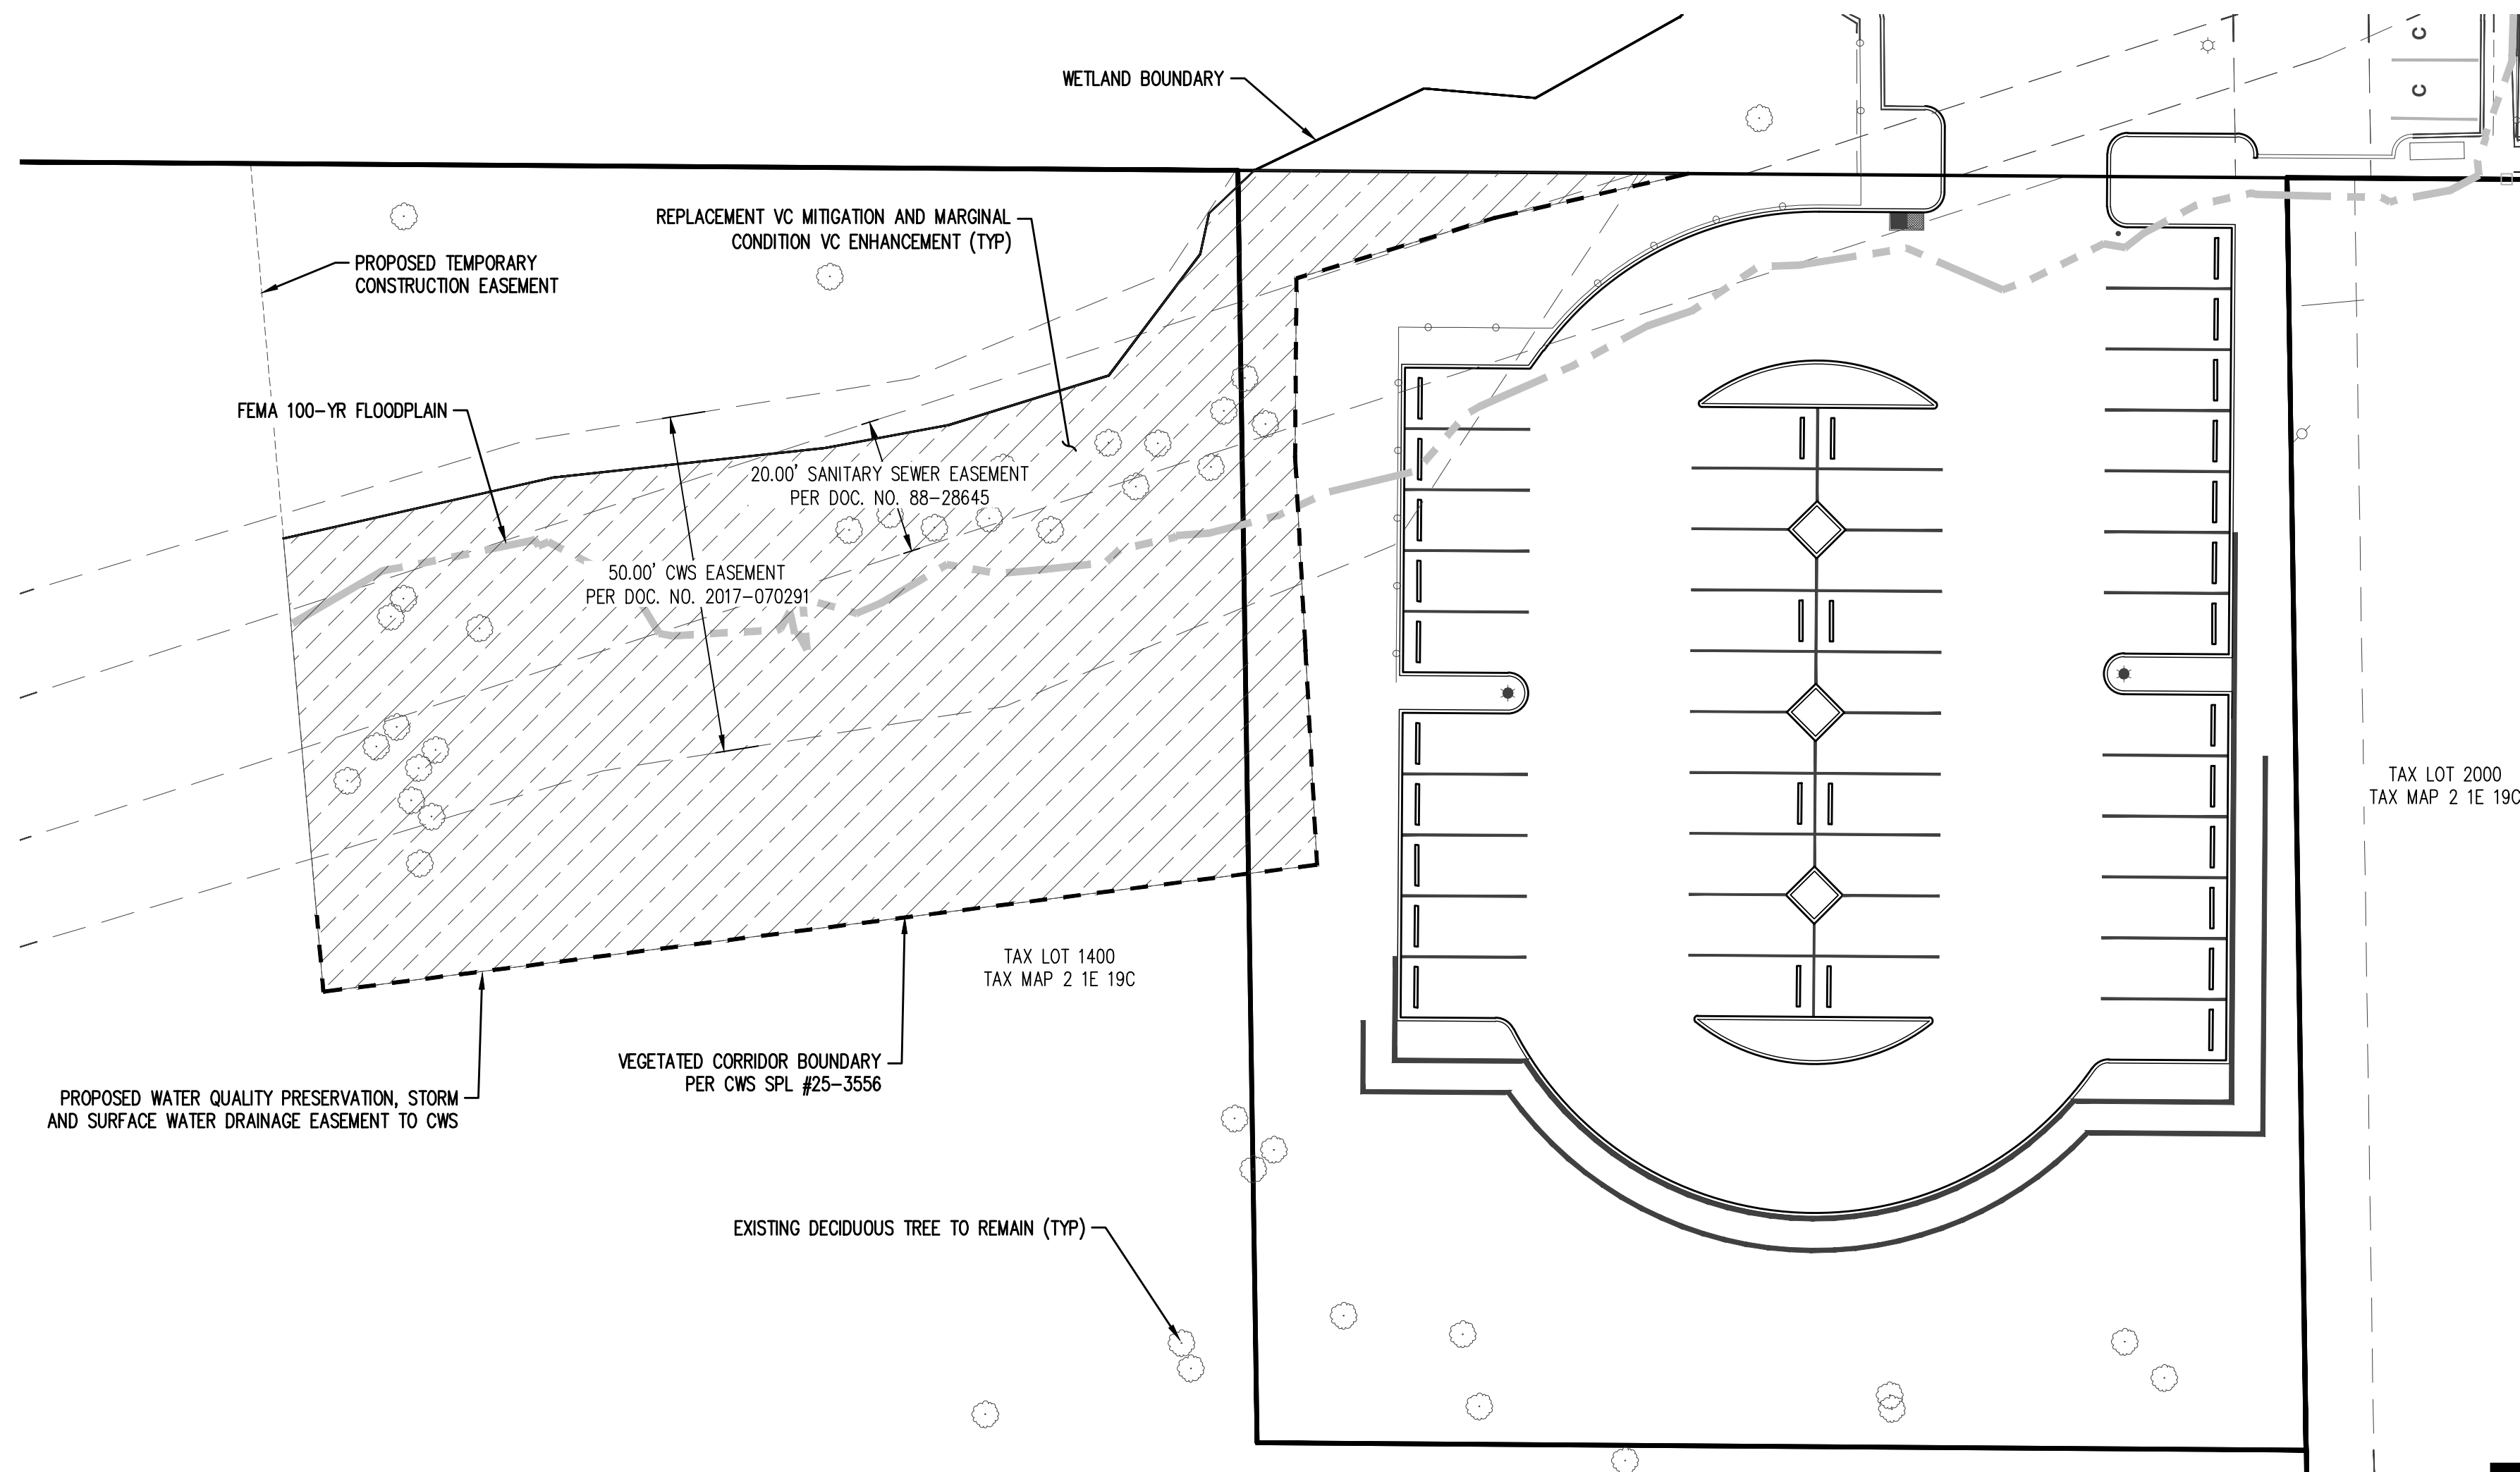 C
C
WETLAND BOUNDARY
REPLACEMENT VC MITIGATION AND MARGINAL
CONDITION VC ENHANCEMENT (TYP)
PROPOSED TEMPORARY
CONSTRUCTION EASEMENT
FEMA 100-YR FLOODPLAIN
20.00' SANITARY SEWER EASEMENT
PER DOC. NO. 88-28645
50.00' CWS EASEMENT
PER DOC. NO. 2017-070291
TAX LOT 2000
TAX MAP 2 1E 19C
TAX LOT 1400
TAX MAP 2 1E 19C
VEGETATED CORRIDOR BOUNDARY
PER CWS SPL #25-3556
PROPOSED WATER QUALITY PRESERVATION, STORM
AND SURFACE WATER DRAINAGE EASEMENT TO CWS
EXISTING DECIDUOUS TREE TO REMAIN (TYP)